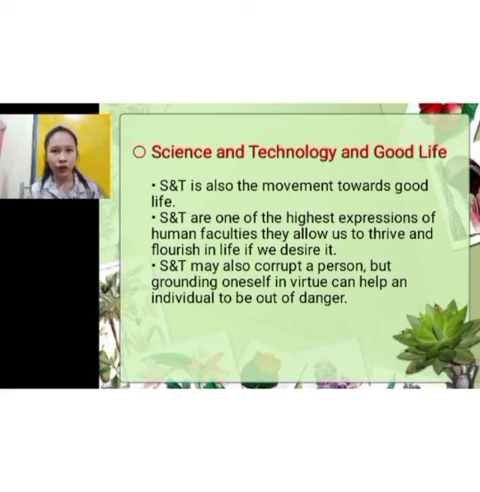 Science and Technology and Good Life
• S&T is also the movement towards good
life.
• S&T are one of the highest expressions of
human faculties they allow us to thrive and
flourish in life if we desire it.
• S&T may also corrupt a person, but
grounding oneself in virtue can help an
individual to be out of danger.